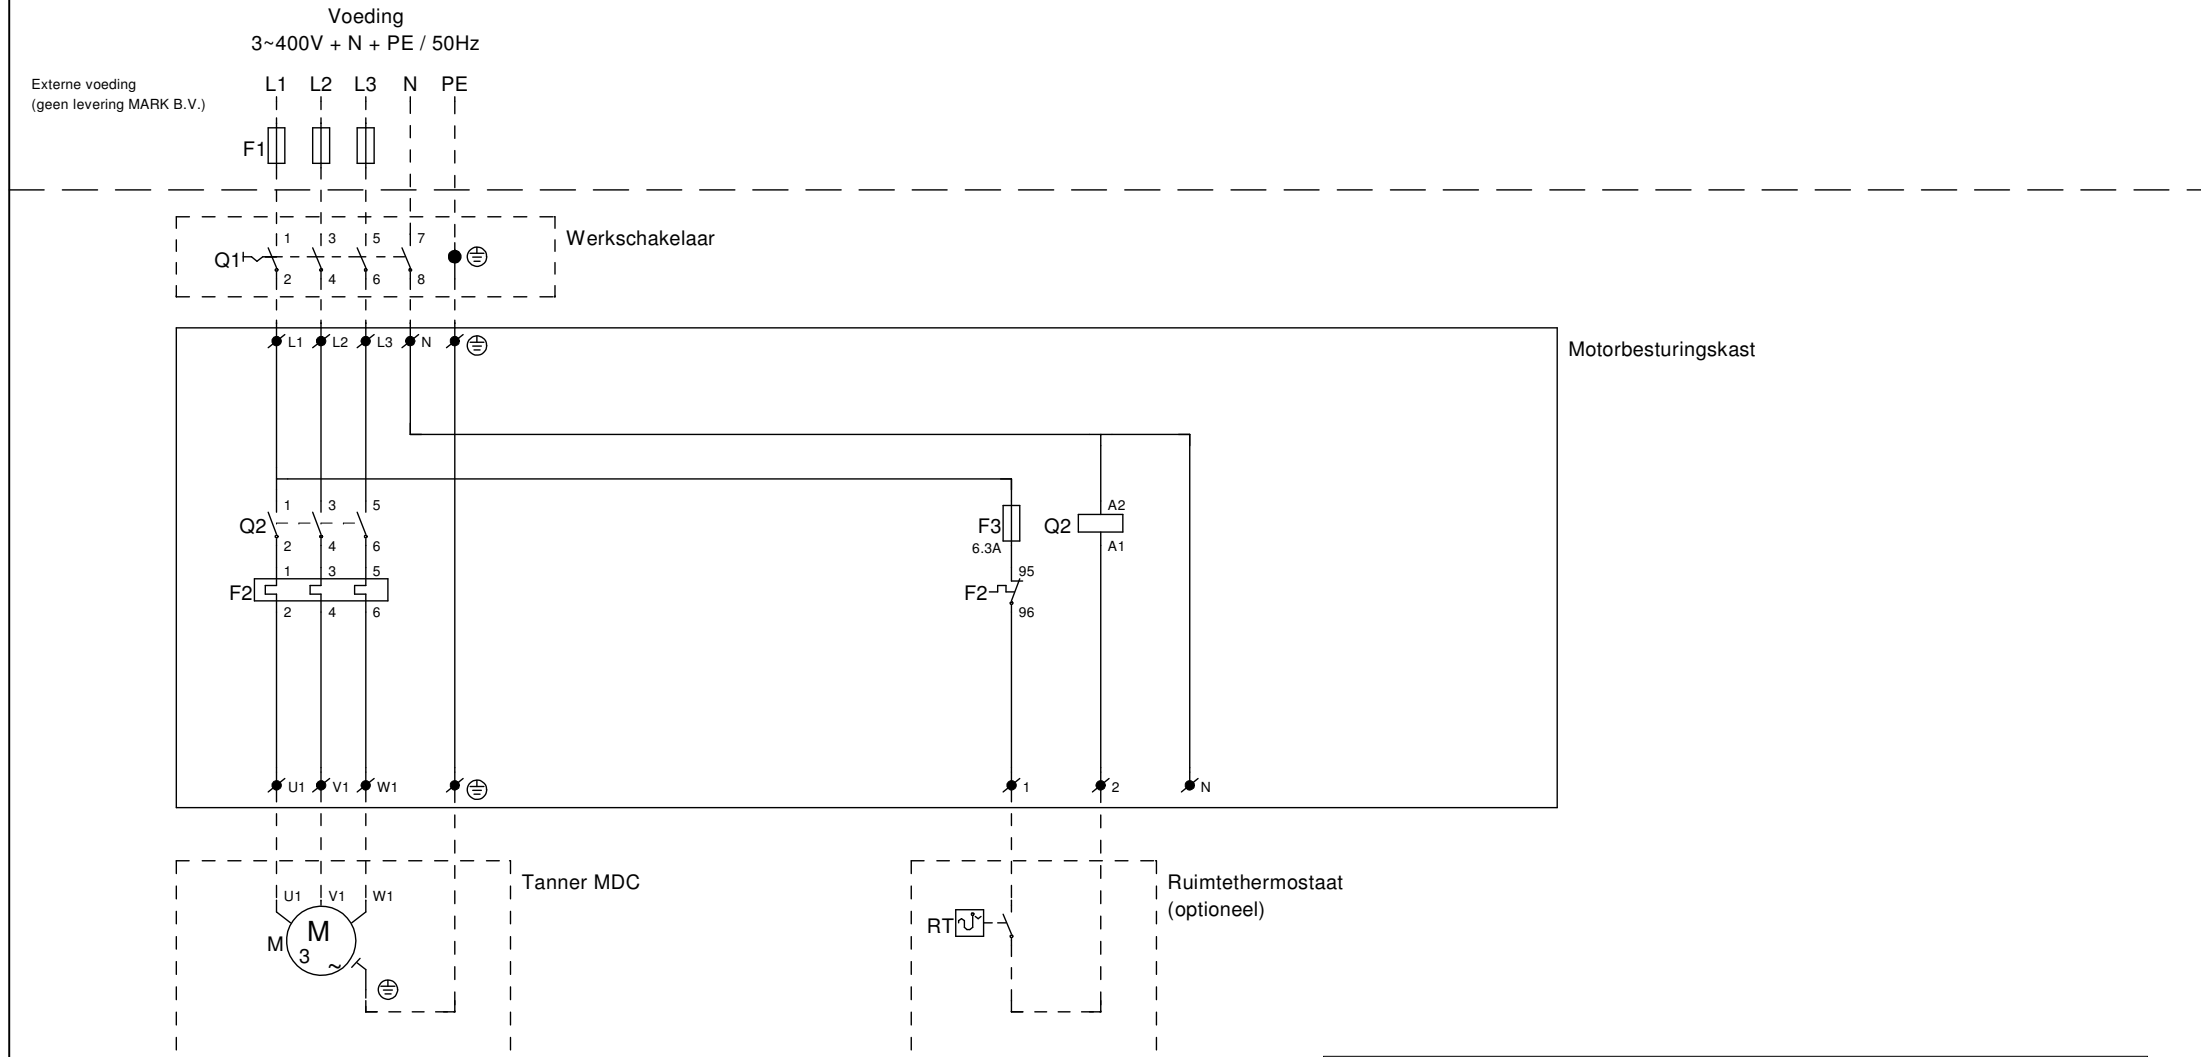 Voeding
3~400V + N + PE / 50Hz
Externe voeding
(geen levering MARK B.V.)
L1 L2 L3 N PE
F1
Werkschakelaar
1 3 5 7
Q1
2 4 6 8
L1 L2 L3 N
Motorbesturingskast
1 3 5
Q2
2 4 6
1 3 5
F2
2 4 6
F3
6.3A
A2
Q2
A1
95
F2
96
U1 V1 W1
1 2 N
Tanner MDC
U1 V1 W1
M
M
3 ~
Ruimtethermostaat
(optioneel)
RT